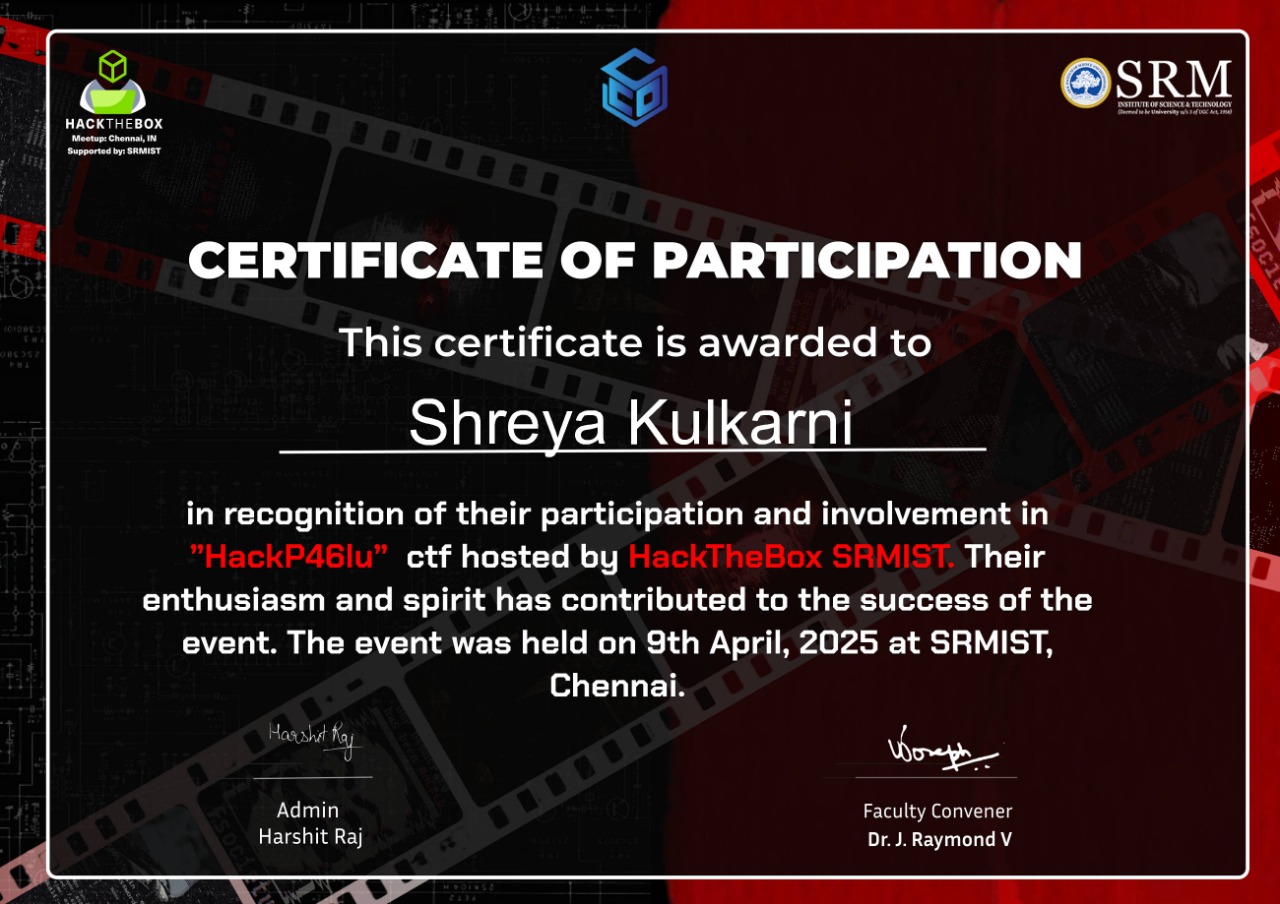 HACKTHEBOX
Meetup: Chennai, IN
Supported by: SRMIST
SRM
INSTITUTE OF SCIENCE & TECHNOLOGY
(Deemed to be University u/s 3 of UGC Act, 1956)
CERTIFICATE OF PARTICIPATION
This certificate is awarded to
Shreya Kulkarni
in recognition of their participation and involvement in
”HackP46lu” ctf hosted by HackTheBox SRMIST. Their
enthusiasm and spirit has contributed to the success of the
event. The event was held on 9th April, 2025 at SRMIST,
Chennai.
Harshit Raj
Admin
Harshit Raj
Faculty Convener
Dr. J. Raymond V